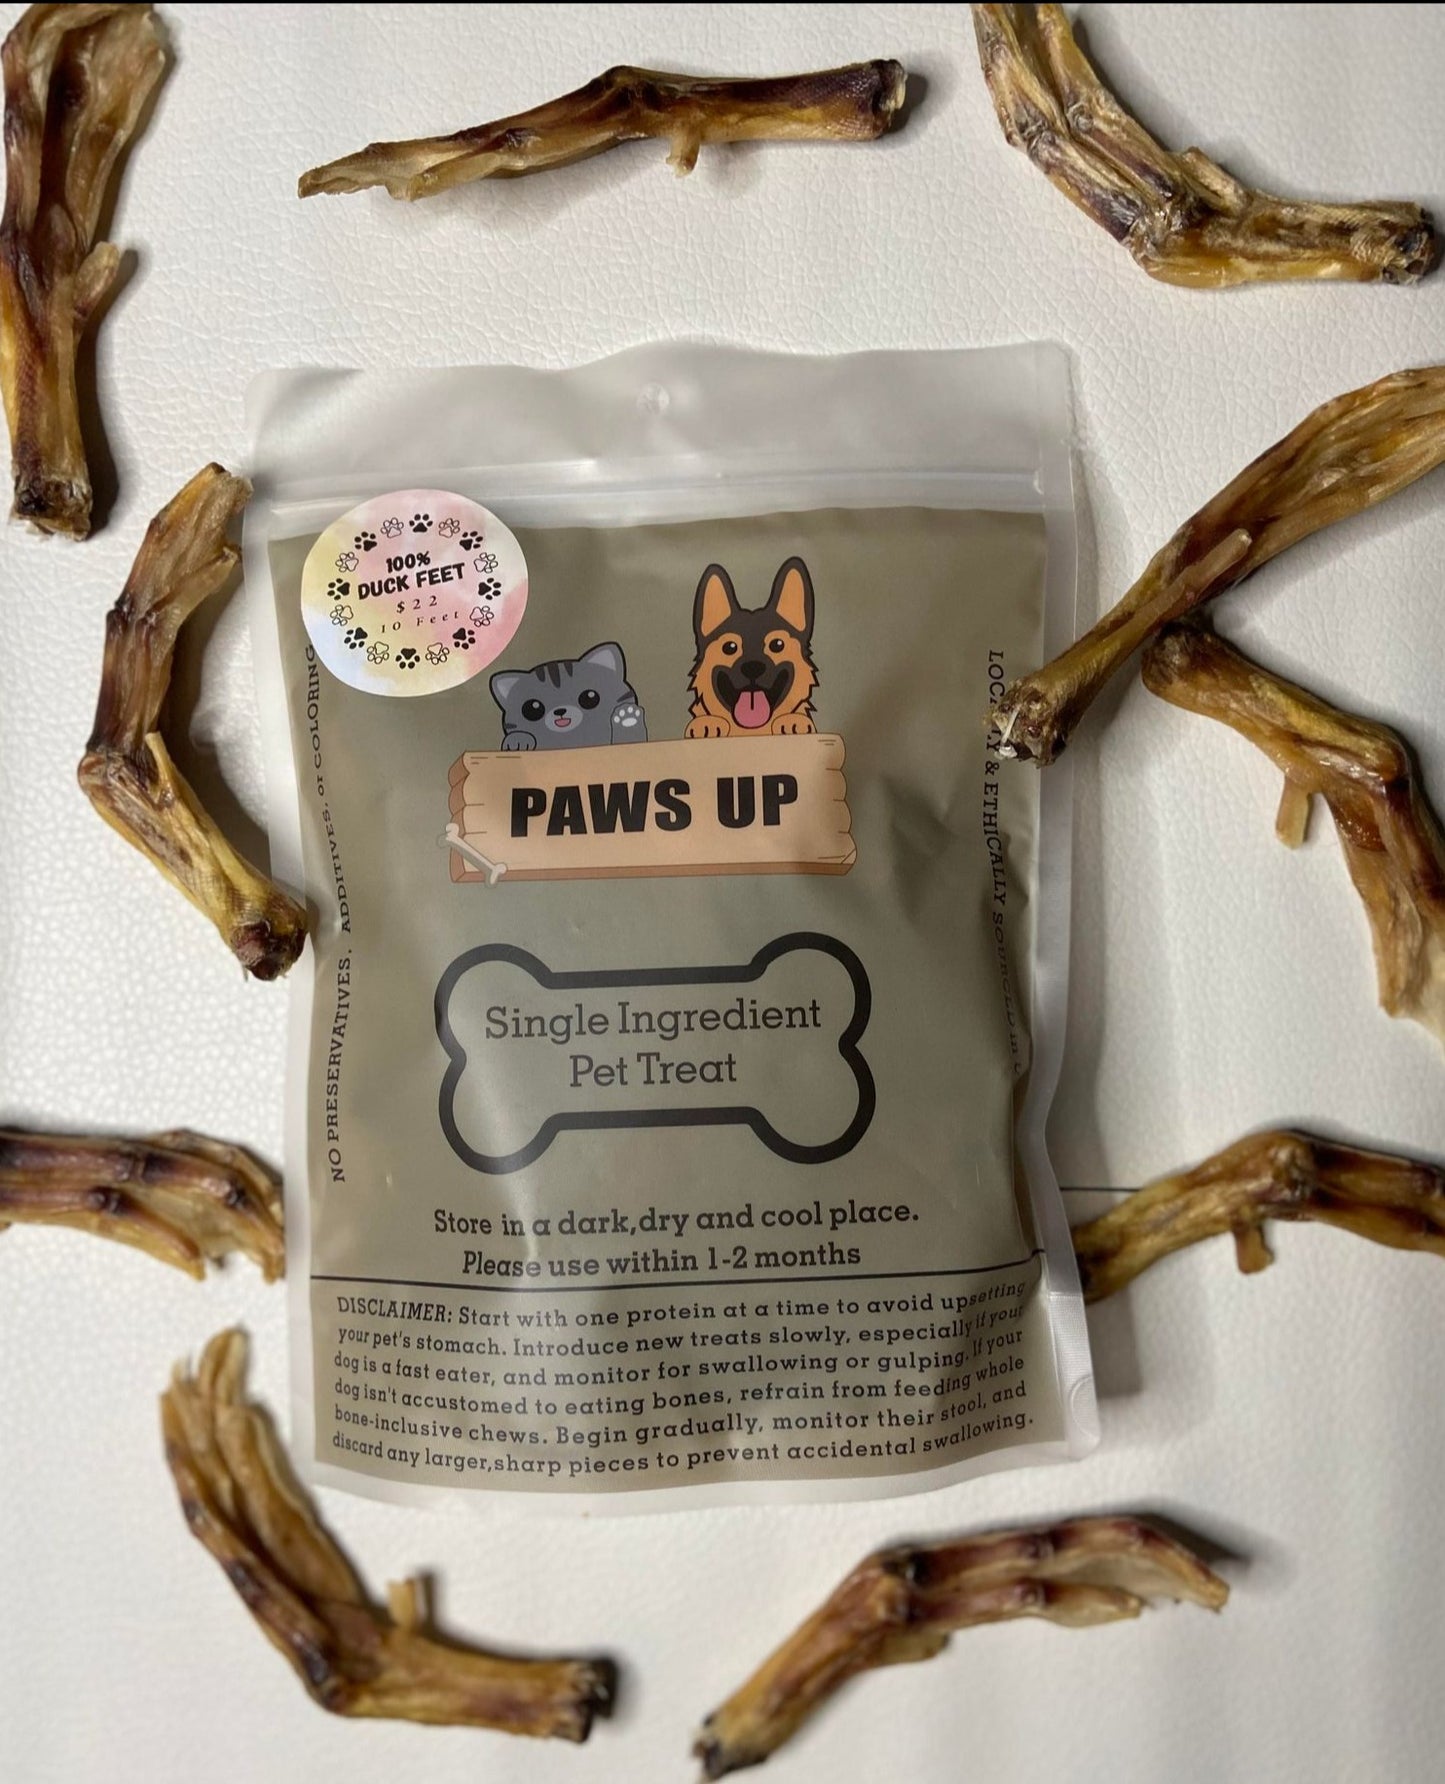 100%
DUCK FEET
$22
10 Feet
PAWS UP
Single Ingredient
Pet Treat
NO PRESERVATIVES, ADDITIVES, or COLORING
& ETHICALLY SOURCED in
Store in a dark,dry and cool place.
Please use within 1-2 months
DISCLAIMER: Start with one protein at a time to avoid upsetting
your pet's stomach. Introduce new treats slowly, especially if your
dog is a fast eater, and monitor for swallowing or gulping. If your
dog isn't accustomed to eating bones, refrain from feeding whole
bone-inclusive chews. Begin gradually, monitor their stool, and
discard any larger,sharp pieces to prevent accidental swallowing.